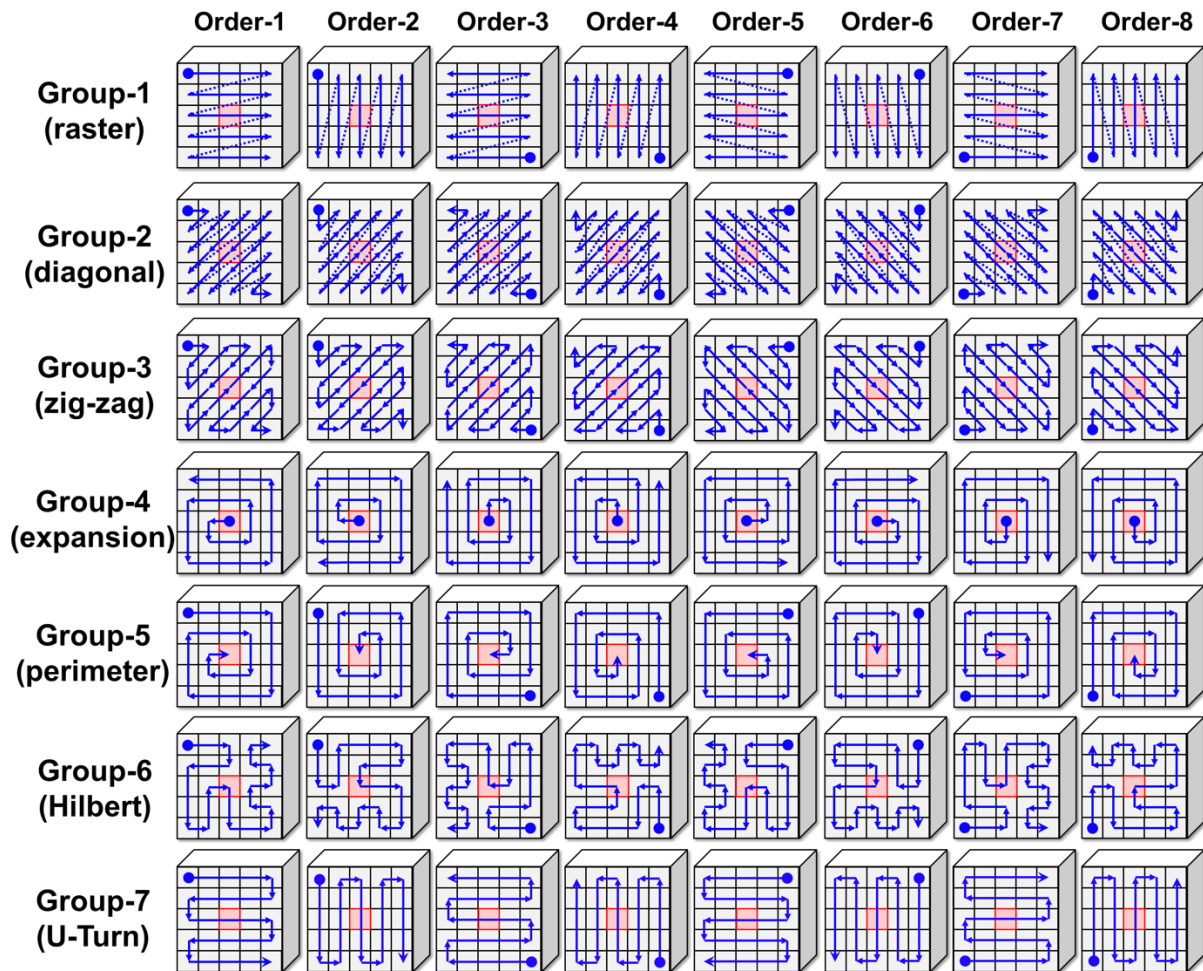 Order-1 Order-2 Order-3 Order-4 Order-5 Order-6 Order-7 Order-8
Group-1
(raster)
Group-2
(diagonal)
Group-3
(zig-zag)
Group-4
(expansion)
Group-5
(perimeter)
Group-6
(Hilbert)
Group-7
(U-Turn)